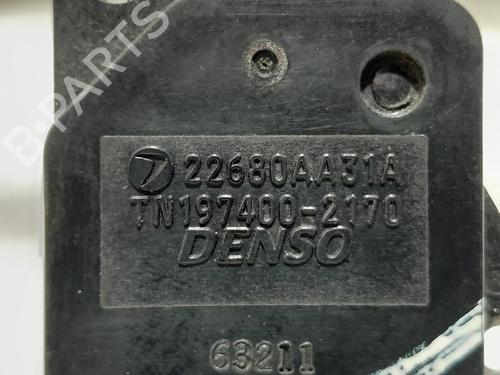 B-PARTS
22680AA31A
TN197400-2170
DENSO
63211